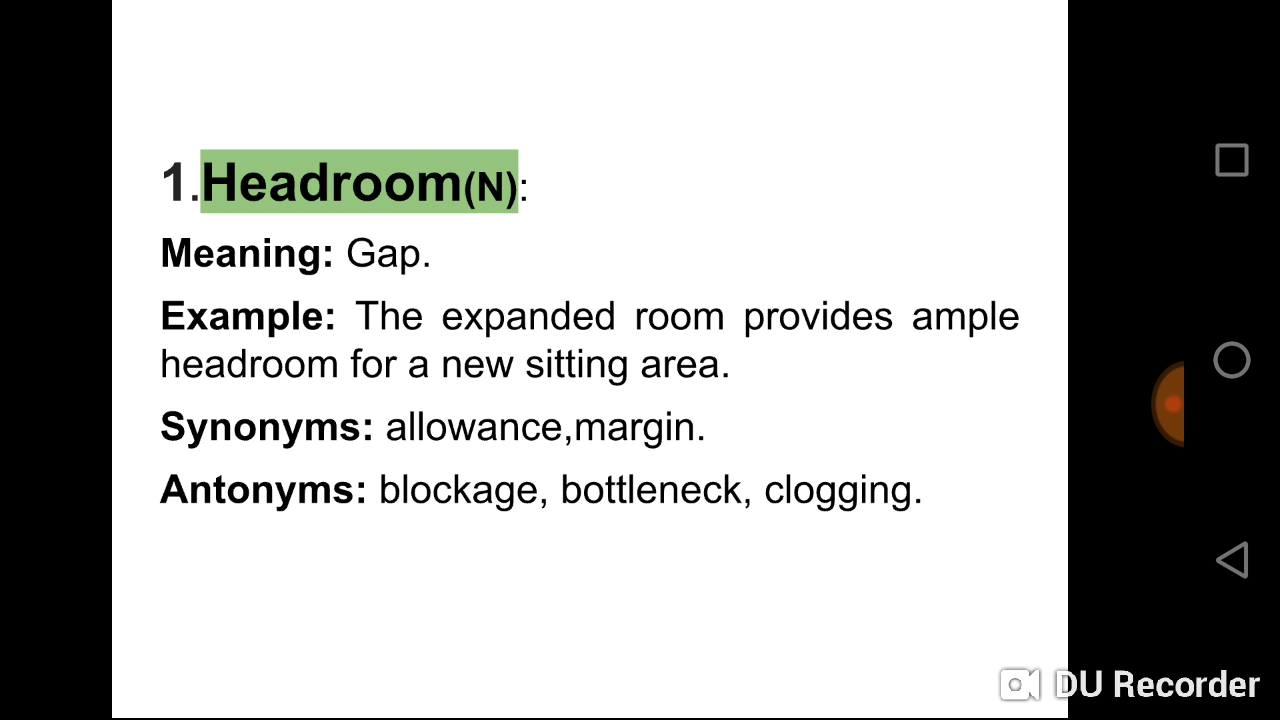 1.Headroom(N):
Meaning: Gap.
Example: The expanded room provides ample
headroom for a new sitting area.
Synonyms: allowance,margin.
Antonyms: blockage, bottleneck, clogging.
DU Recorder